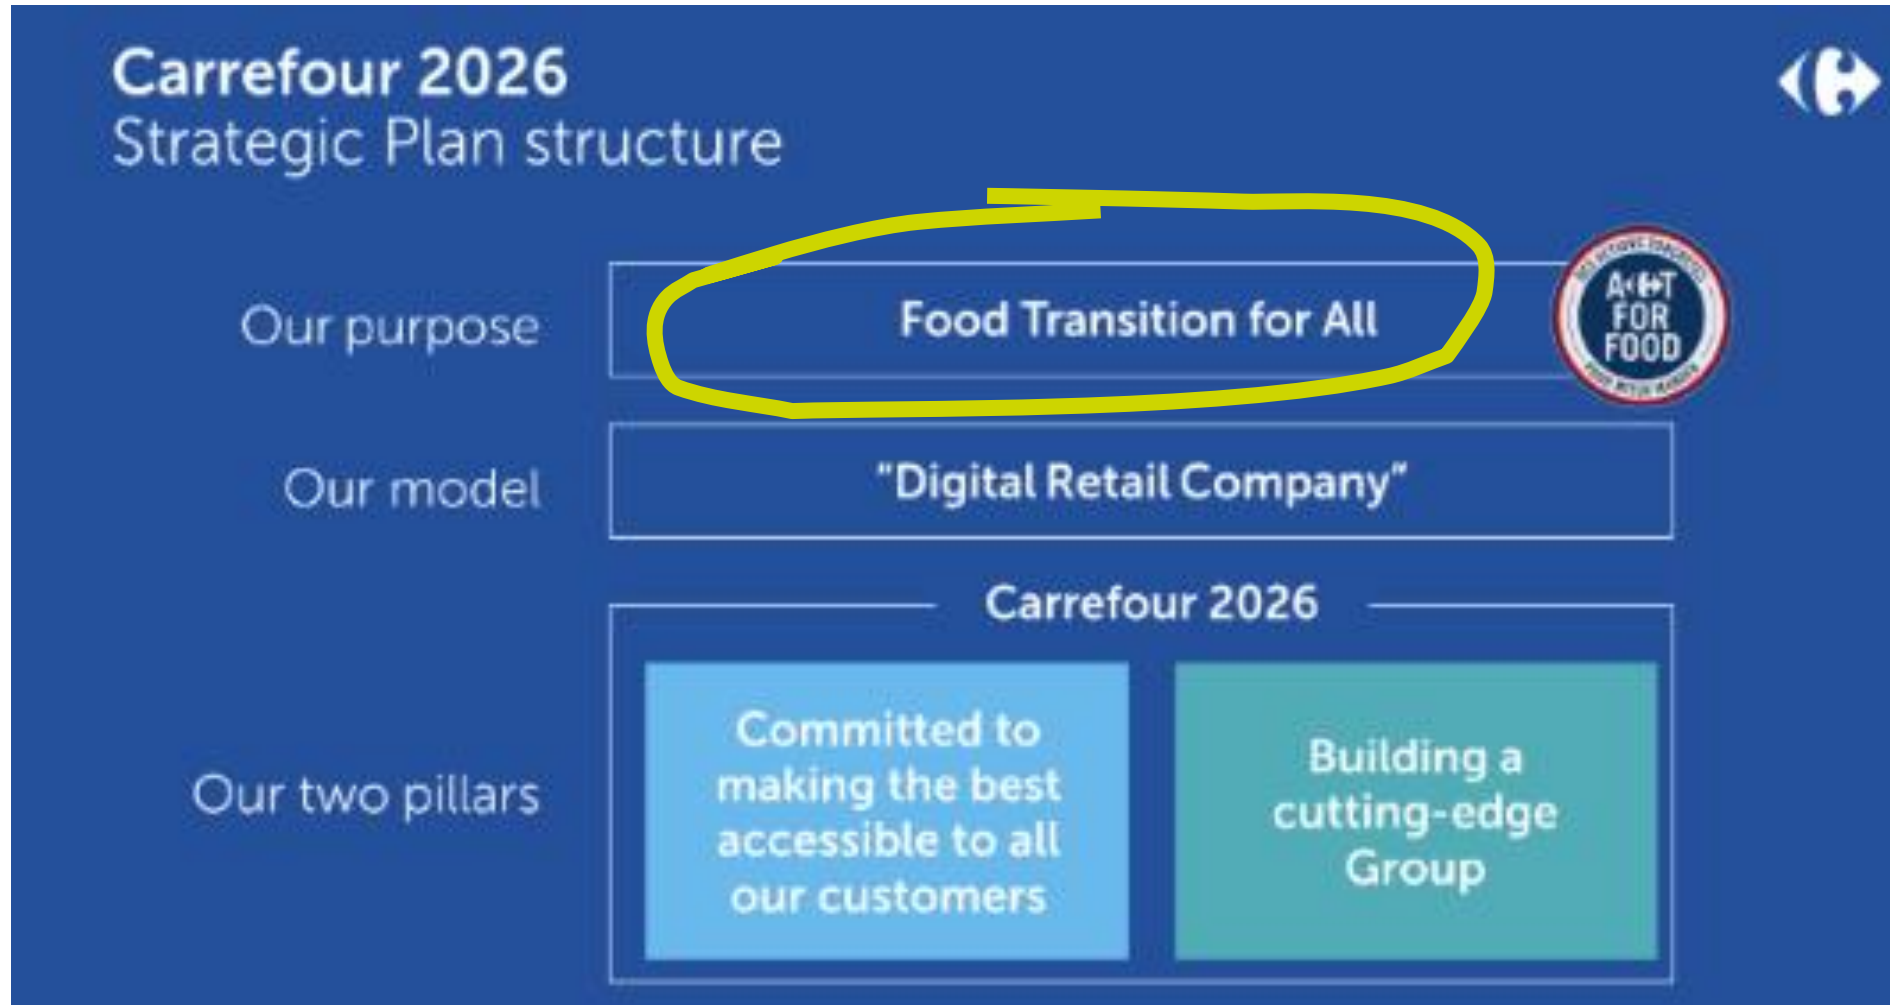 Carrefour 2026
Strategic Plan structure
Our purpose
Food Transition for All
ACT
FOR
FOOD
Our model
"Digital Retail Company"
Carrefour 2026
Our two pillars
Committed to
making the best
accessible to all
our customers
Building a
cutting-edge
Group